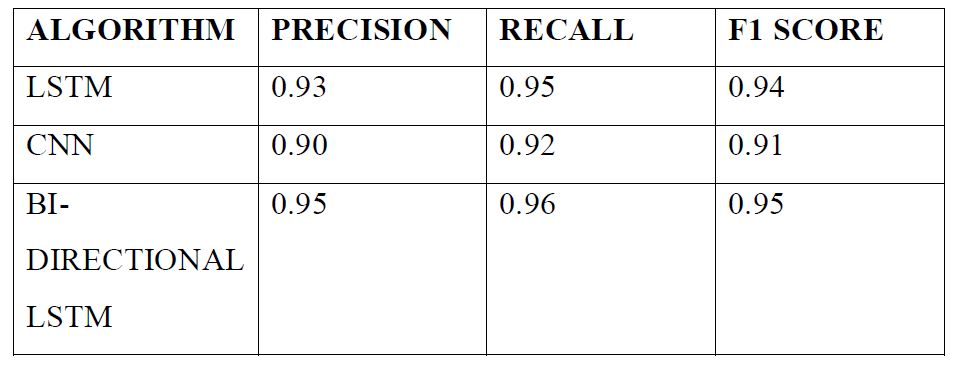 ALGORITHM PRECISION RECALL F1 SCORE
LSTM 0.93 0.95 0.94
CNN 0.90 0.92 0.91
BI- 0.95 0.96 0.95
DIRECTIONAL
LSTM